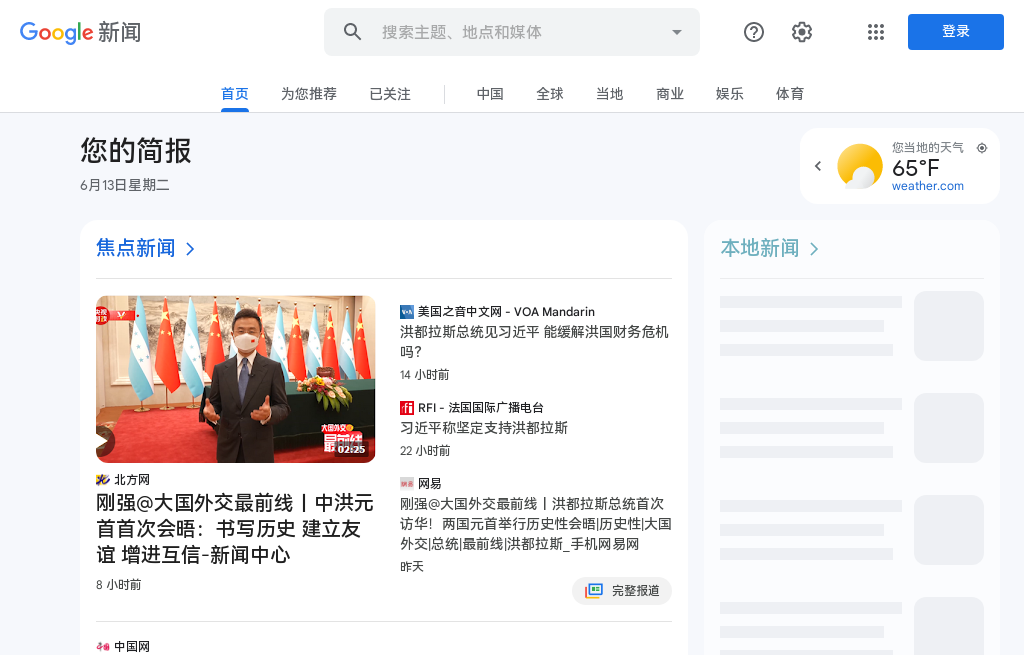 Google 新闻
搜索主题、地点和媒体
登录
首页
为您推荐
已关注
中国
全球
当地
商业
娱乐
体育
您的简报
6月13日星期二
您当地的天气
65°F
weather.com
焦点新闻
大国外交
最前线
02:25
北方网
刚强@大国外交最前线丨中洪元
首首次会晤：书写历史 建立友
谊 增进互信-新闻中心
8 小时前
美国之音中文网 - VOA Mandarin
洪都拉斯总统见习近平 能缓解洪国财务危机
吗？
14 小时前
RFI - 法国国际广播电台
习近平称坚定支持洪都拉斯
22 小时前
网易
刚强@大国外交最前线丨洪都拉斯总统首次
访华！两国元首举行历史性会晤|历史性|大国
外交|总统|最前线|洪都拉斯_手机网易网
昨天
完整报道
中国网
本地新闻